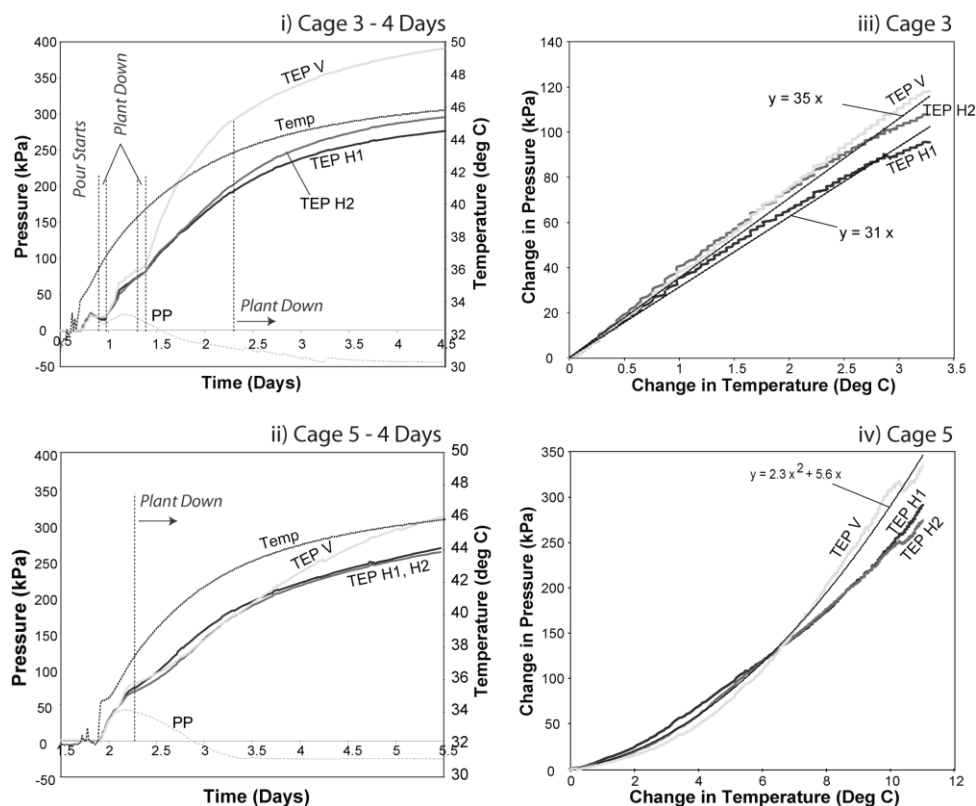 i) Cage 3 - 4 Days
400
350
300
250
200
150
100
50
0
-50
Pressure (kPa)
50
48
46
44
42
40
38
36
34
32
30
Temperature (deg C)
Pour Starts
Plant Down
TEP V
Temp
TEP H1
TEP H2
PP
Plant Down
0.5
1
1.5
2
2.5
3
3.5
4
4.5
Time (Days)
iii) Cage 3
140
120
100
80
60
40
20
0
Change in Pressure (kPa)
y = 35 x
TEP V
TEP H2
TEP H1
y = 31 x
0
0.5
1
1.5
2
2.5
3
3.5
Change in Temperature (Deg C)
ii) Cage 5 - 4 Days
400
350
300
250
200
150
100
50
0
-50
Pressure (kPa)
50
48
46
44
42
40
38
36
34
32
30
Temperature (deg C)
Plant Down
Temp
TEP V
TEP H1, H2
PP
1.5
2
2.5
3
3.5
4
4.5
5
5.5
Time (Days)
iv) Cage 5
350
300
250
200
150
100
50
0
Change in Pressure (kPa)
y = 2.3 x² + 5.6 x
TEP V
TEP H1
TEP H2
0
2
4
6
8
10
12
Change in Temperature (Deg C)